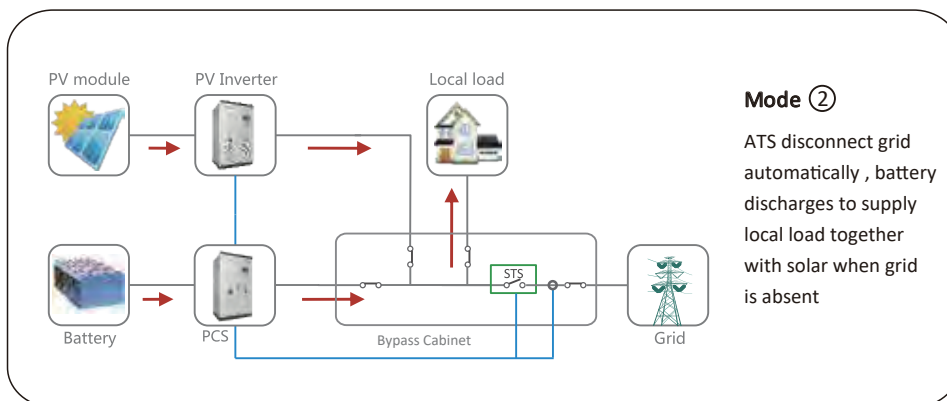 PV module
PV Inverter
Local load
Mode ②
ATS disconnect grid
automatically , battery
discharges to supply
local load together
with solar when grid
is absent
STS
Battery
PCS
Bypass Cabinet
Grid